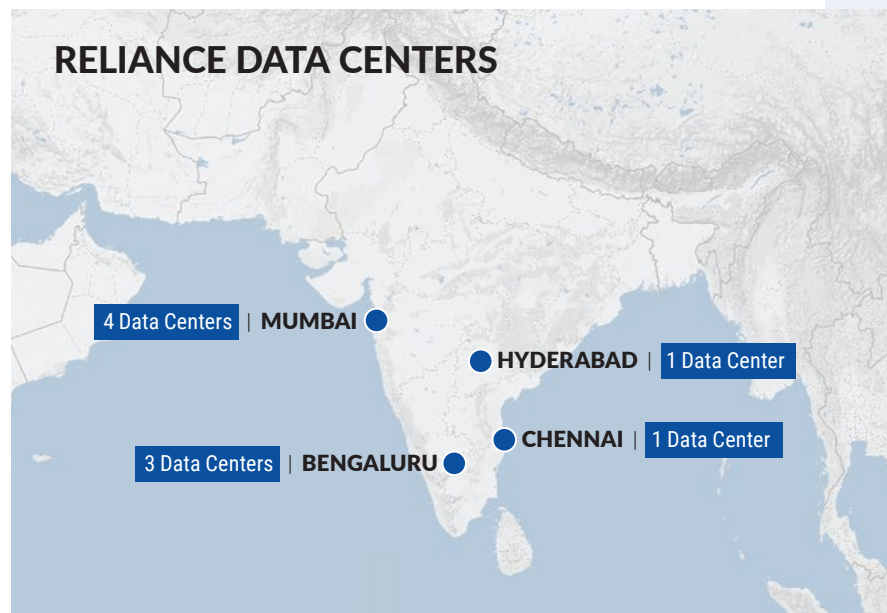 RELIANCE DATA CENTERS
4 Data Centers | MUMBAI
HYDERABAD | 1 Data Center
CHENNAI | 1 Data Center
3 Data Centers | BENGALURU